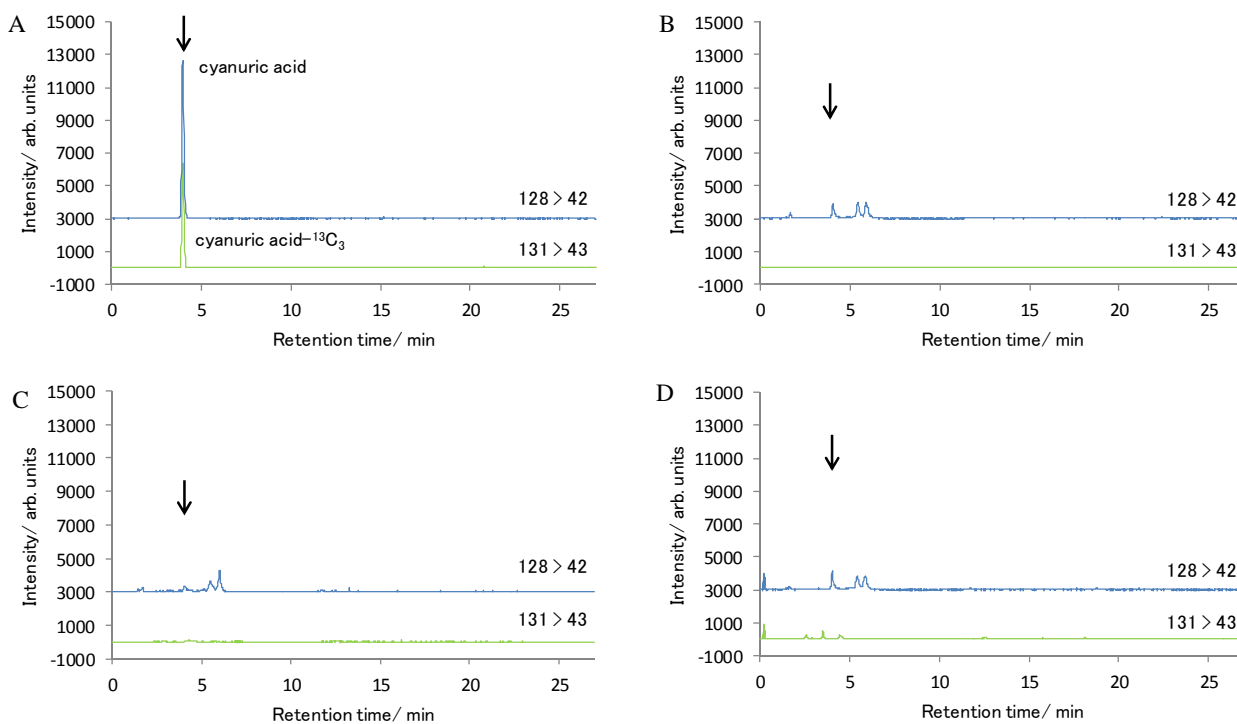 A
15000
13000
11000
9000
7000
5000
3000
1000
-1000
Intensity/ arb. units
cyanuric acid
128 > 42
cyanuric acid-¹³C₃
131 > 43
0 5 10 15 20 25
Retention time/ min
B
15000
13000
11000
9000
7000
5000
3000
1000
-1000
Intensity/ arb. units
128 > 42
131 > 43
0 5 10 15 20 25
Retention time/ min
C
15000
13000
11000
9000
7000
5000
3000
1000
-1000
Intensity/ arb. units
128 > 42
131 > 43
0 5 10 15 20 25
Retention time/ min
D
15000
13000
11000
9000
7000
5000
3000
1000
-1000
Intensity/ arb. units
128 > 42
131 > 43
0 5 10 15 20 25
Retention time/ min